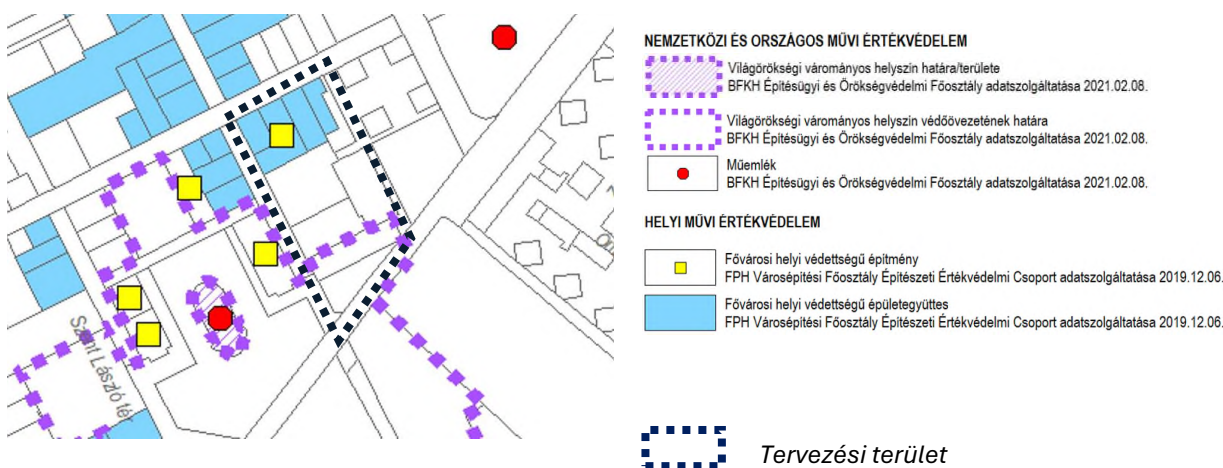 Szent László tér
NEMZETKÖZI ÉS ORSZÁGOS MŰVI ÉRTÉKVÉDELEM
Világörökségi várományos helyszín határa/területe
BFKH Építésügyi és Örökségvédelmi Főosztály adatszolgáltatása 2021.02.08.
Világörökségi várományos helyszín védőövezetének határa
BFKH Építésügyi és Örökségvédelmi Főosztály adatszolgáltatása 2021.02.08.
Műemlék
BFKH Építésügyi és Örökségvédelmi Főosztály adatszolgáltatása 2021.02.08.
HELYI MŰVI ÉRTÉKVÉDELEM
Fővárosi helyi védettségű építmény
FPH Városépítési Főosztály Építészeti Értékvédelmi Csoport adatszolgáltatása 2019.12.06.
Fővárosi helyi védettségű épületegyüttes
FPH Városépítési Főosztály Építészeti Értékvédelmi Csoport adatszolgáltatása 2019.12.06.
Tervezési terület